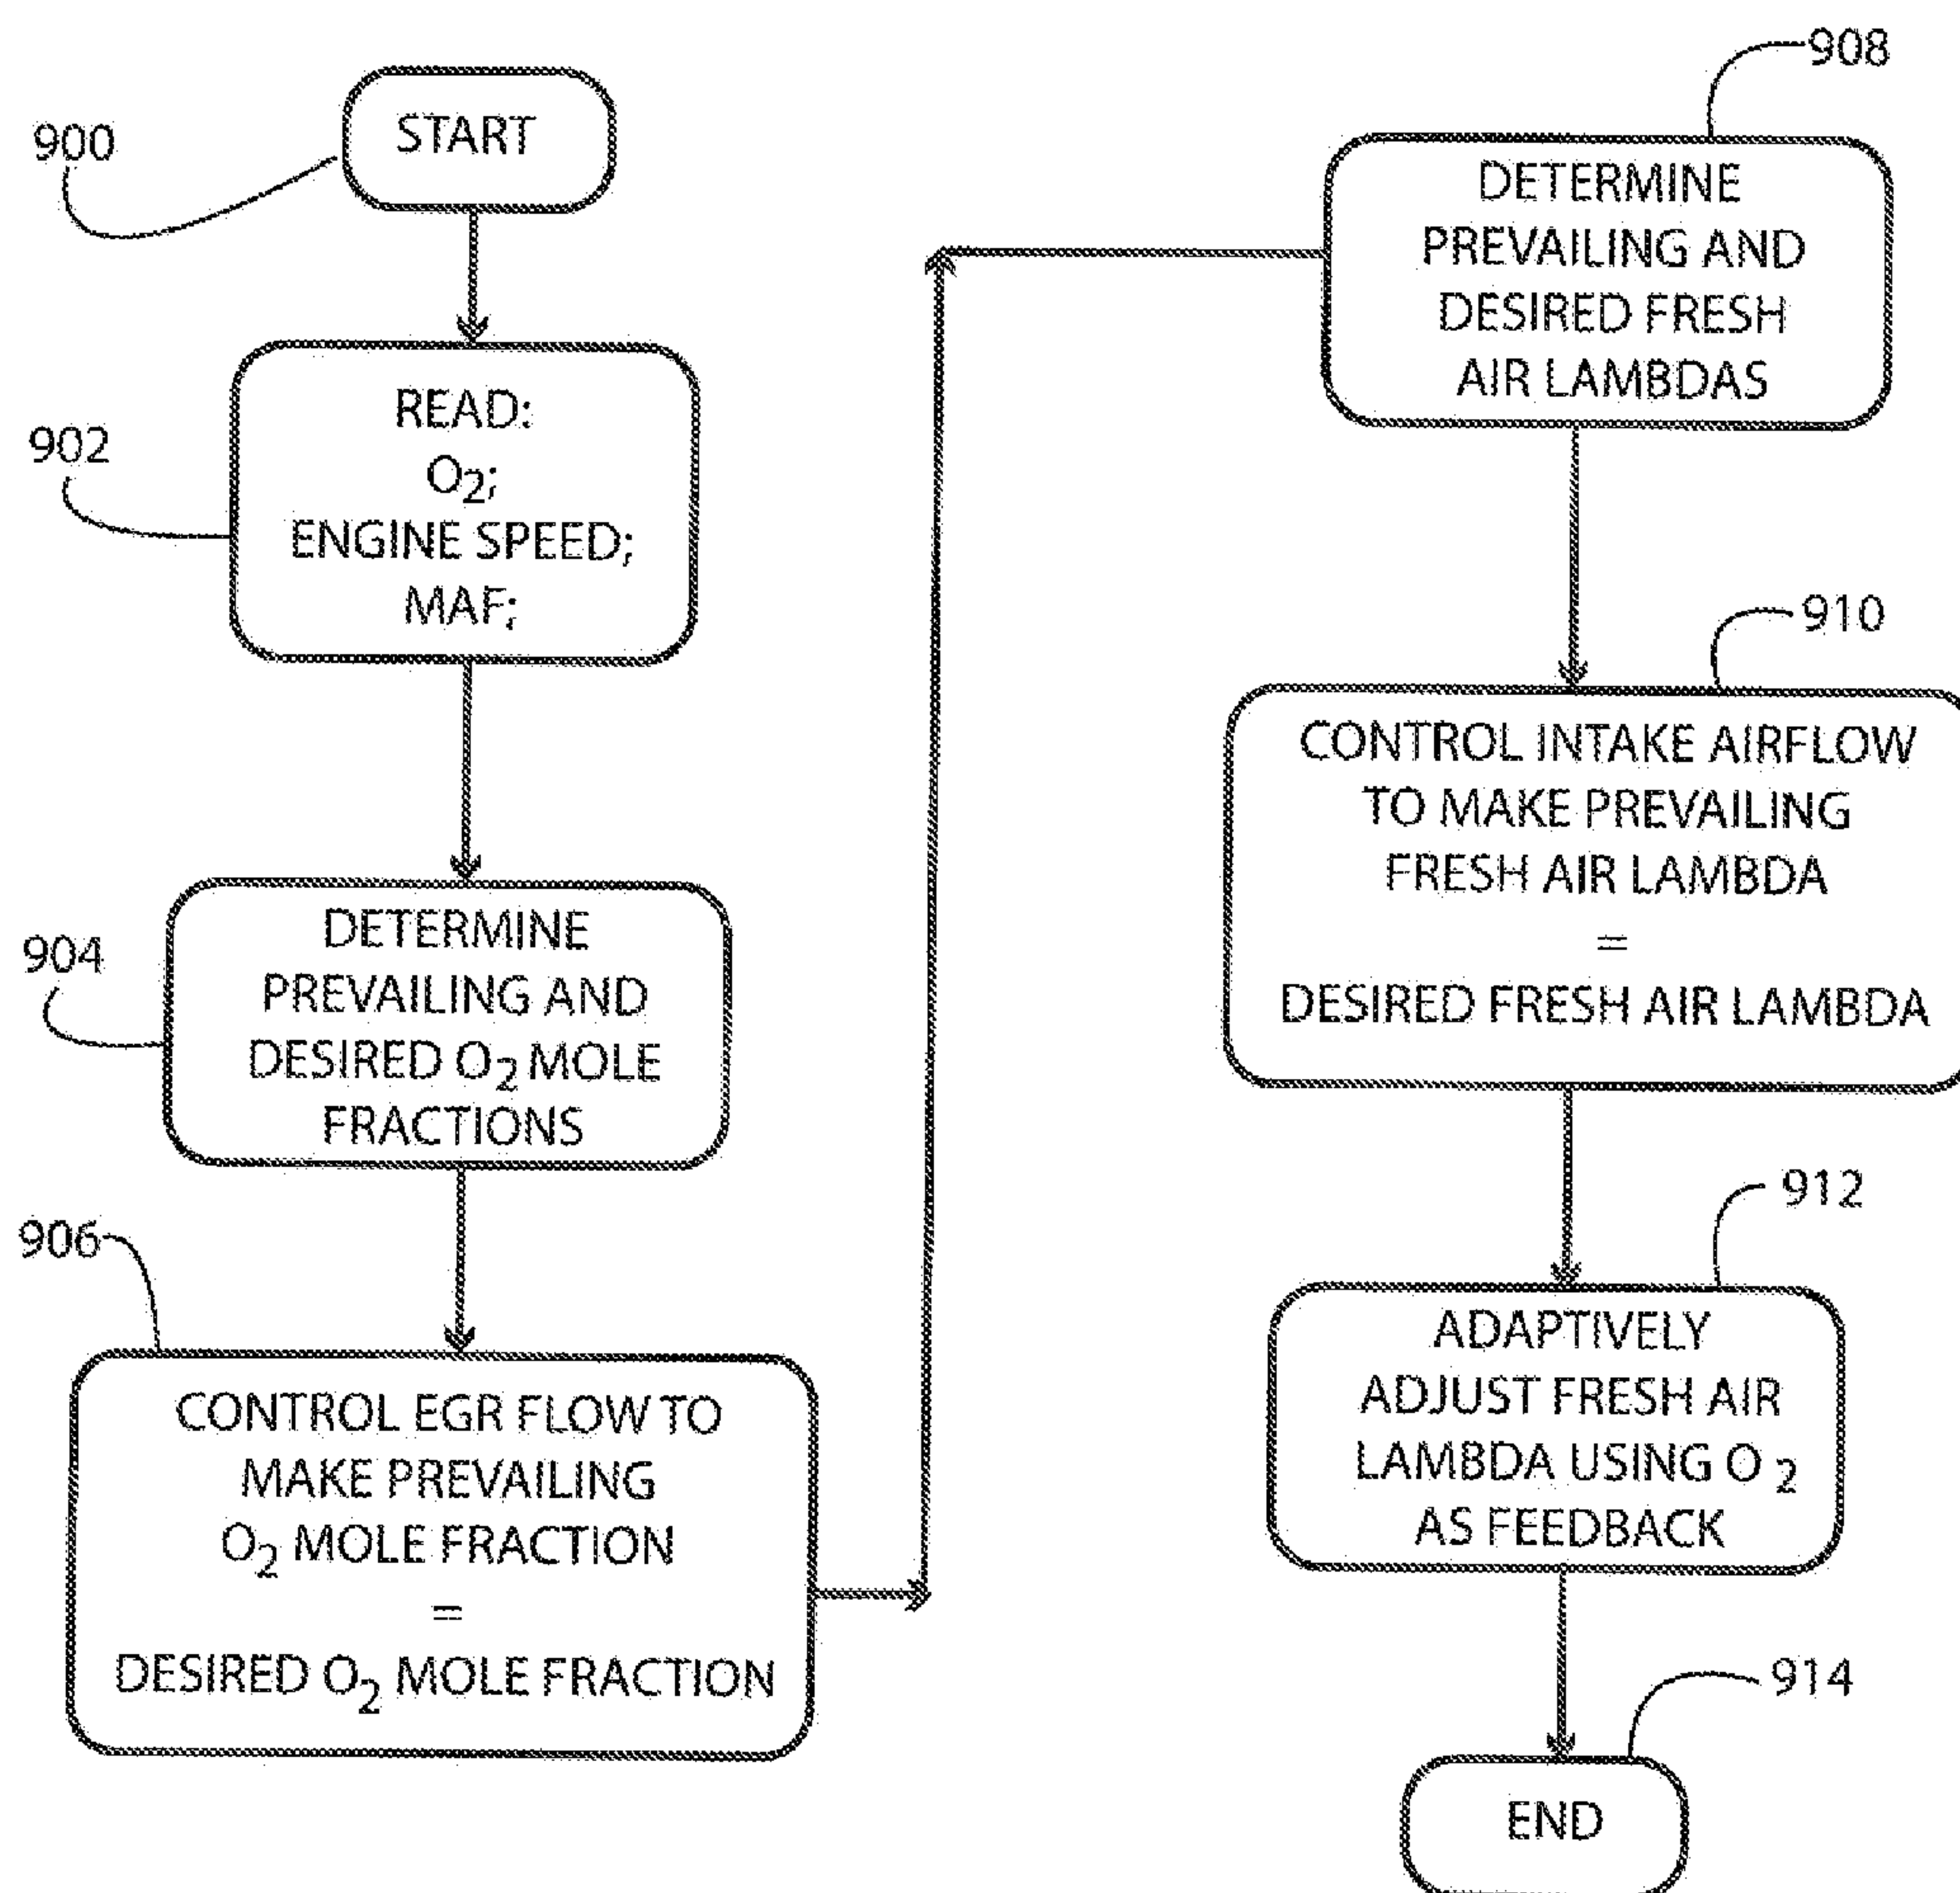 900
START
902
READ:
O2;
ENGINE SPEED;
MAF;
904
DETERMINE
PREVAILING AND
DESIRED O2 MOLE
FRACTIONS
906
CONTROL EGR FLOW TO
MAKE PREVAILING
O2 MOLE FRACTION
=
DESIRED O2 MOLE FRACTION
908
DETERMINE
PREVAILING AND
DESIRED FRESH
AIR LAMBDAS
910
CONTROL INTAKE AIRFLOW
TO MAKE PREVAILING
FRESH AIR LAMBDA
=
DESIRED FRESH AIR LAMBDA
912
ADAPTIVELY
ADJUST FRESH AIR
LAMBDA USING O2
AS FEEDBACK
914
END